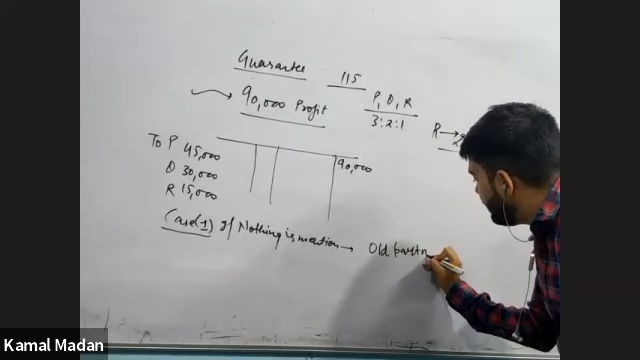 Guarantee 115
90,000 Profit
P, D, R
3:2:1
R →
To P 45,000
D 30,000
R 15,000
90,000
Case (1) If Nothing is mention → Old partn
Kamal Madan